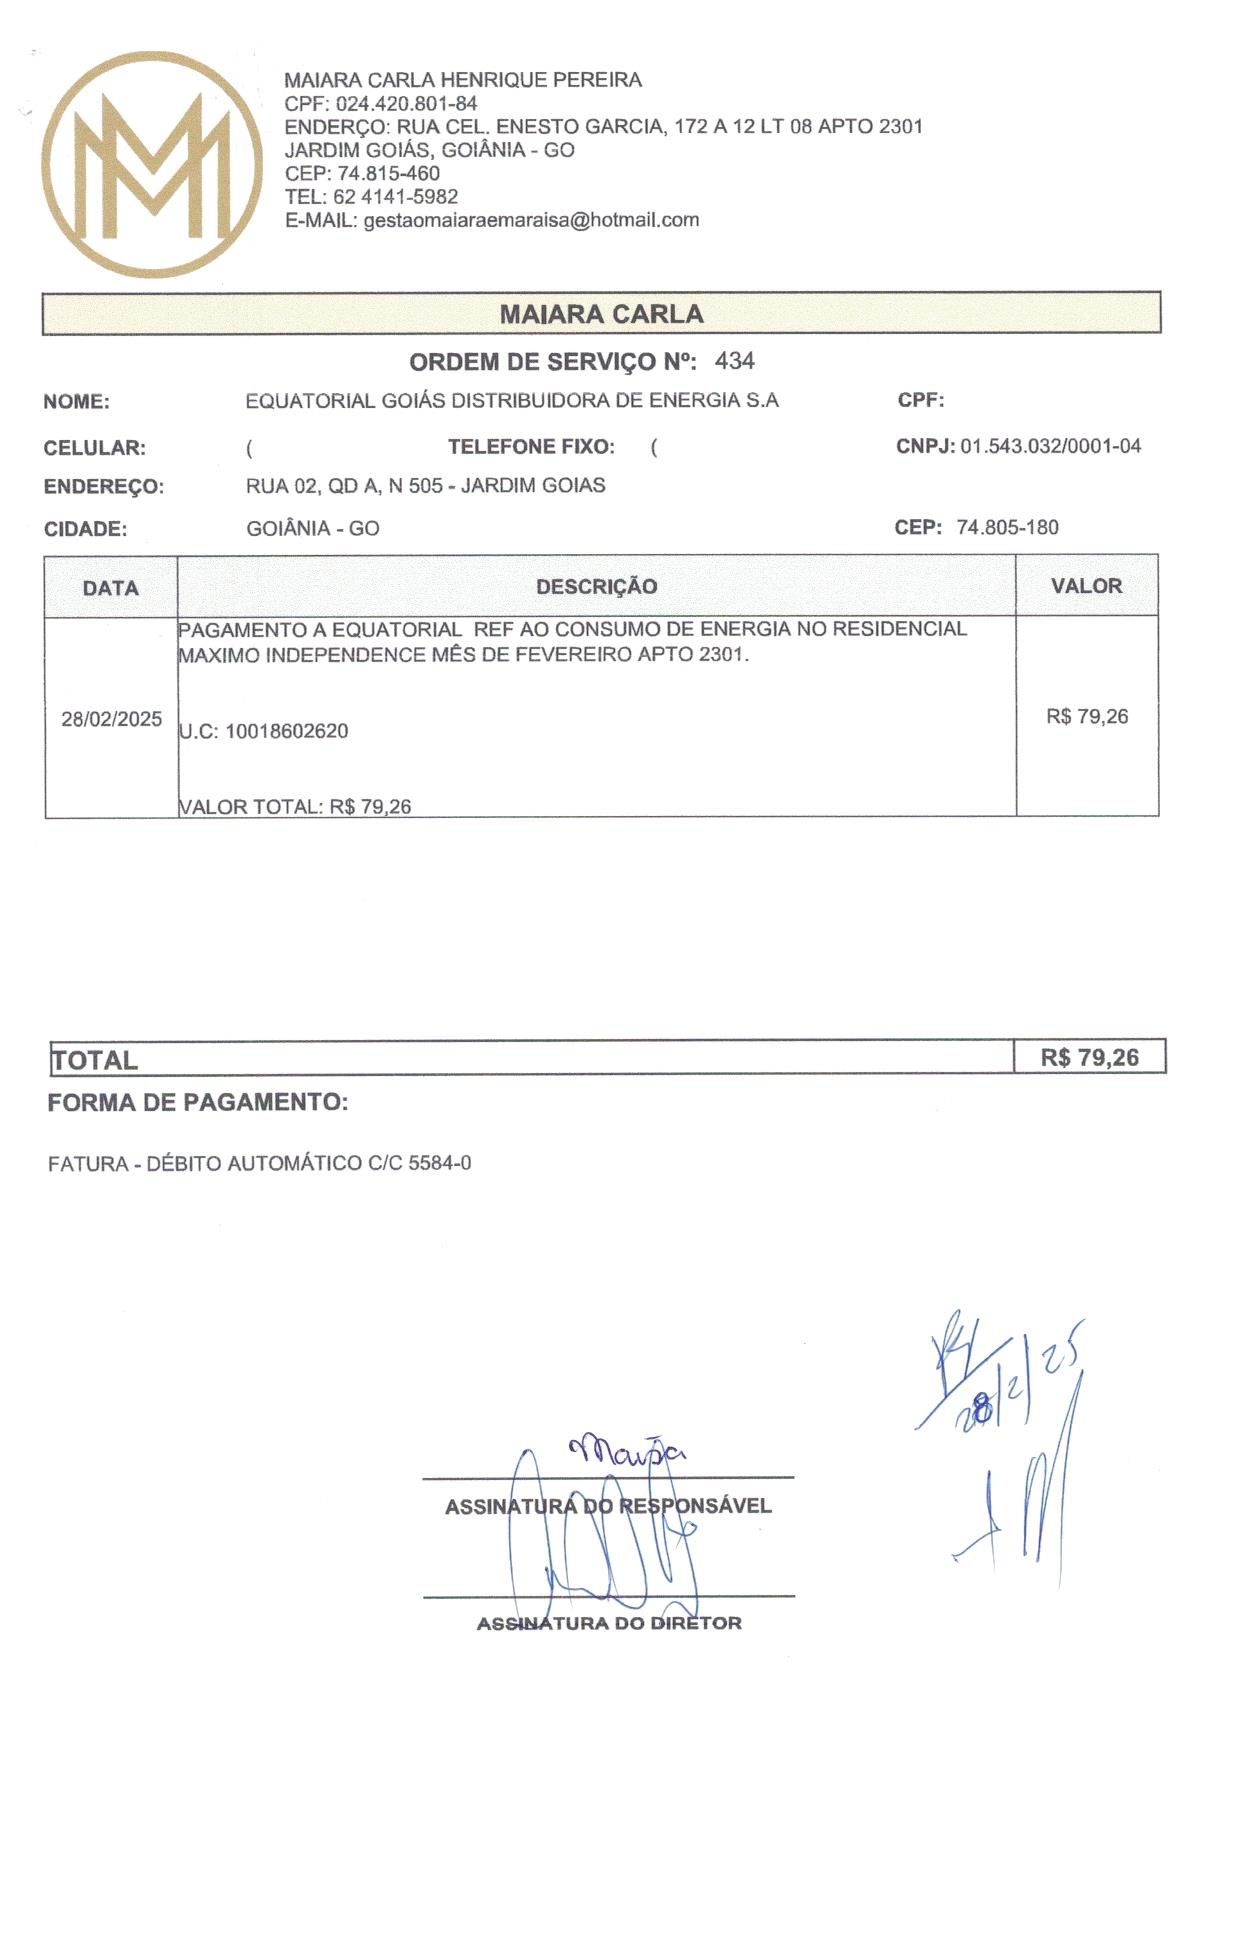 MAIARA CARLA HENRIQUE PEREIRA
CPF: 024.420.801-84
ENDERÇO: RUA CEL. ENESTO GARCIA, 172 A 12 LT 08 APTO 2301
JARDIM GOIÁS, GOIÂNIA - GO
CEP: 74.815-460
TEL: 62 4141-5982
E-MAIL: gestaomaiaraemaraisa@hotmail.com
MAIARA CARLA
ORDEM DE SERVIÇO Nº: 434
NOME: EQUATORIAL GOIÁS DISTRIBUIDORA DE ENERGIA S.A CPF:
CELULAR: ( TELEFONE FIXO: ( CNPJ: 01.543.032/0001-04
ENDEREÇO: RUA 02, QD A, N 505 - JARDIM GOIAS
CIDADE: GOIÂNIA - GO CEP: 74.805-180
DATA DESCRIÇÃO VALOR
PAGAMENTO A EQUATORIAL REF AO CONSUMO DE ENERGIA NO RESIDENCIAL
MAXIMO INDEPENDENCE MÊS DE FEVEREIRO APTO 2301.
28/02/2025 U.C: 10018602620 R$ 79,26
VALOR TOTAL: R$ 79,26
TOTAL R$ 79,26
FORMA DE PAGAMENTO:
FATURA - DÉBITO AUTOMÁTICO C/C 5584-0
28/2/25
ASSINATURA DO RESPONSÁVEL
ASSINATURA DO DIRETOR